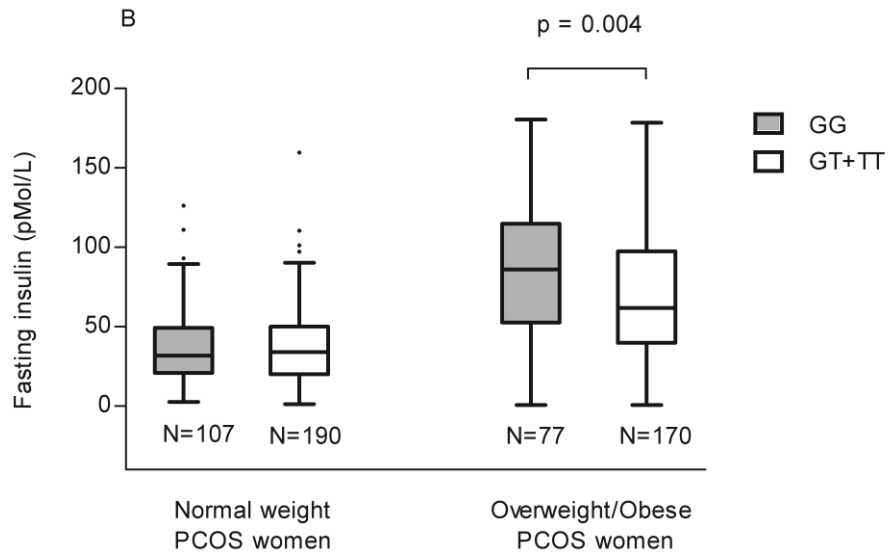 B
p = 0.004
200
150
100
50
0
Fasting insulin (pMol/L)
GG
GT+TT
N=107
N=190
N=77
N=170
Normal weight
PCOS women
Overweight/Obese
PCOS women